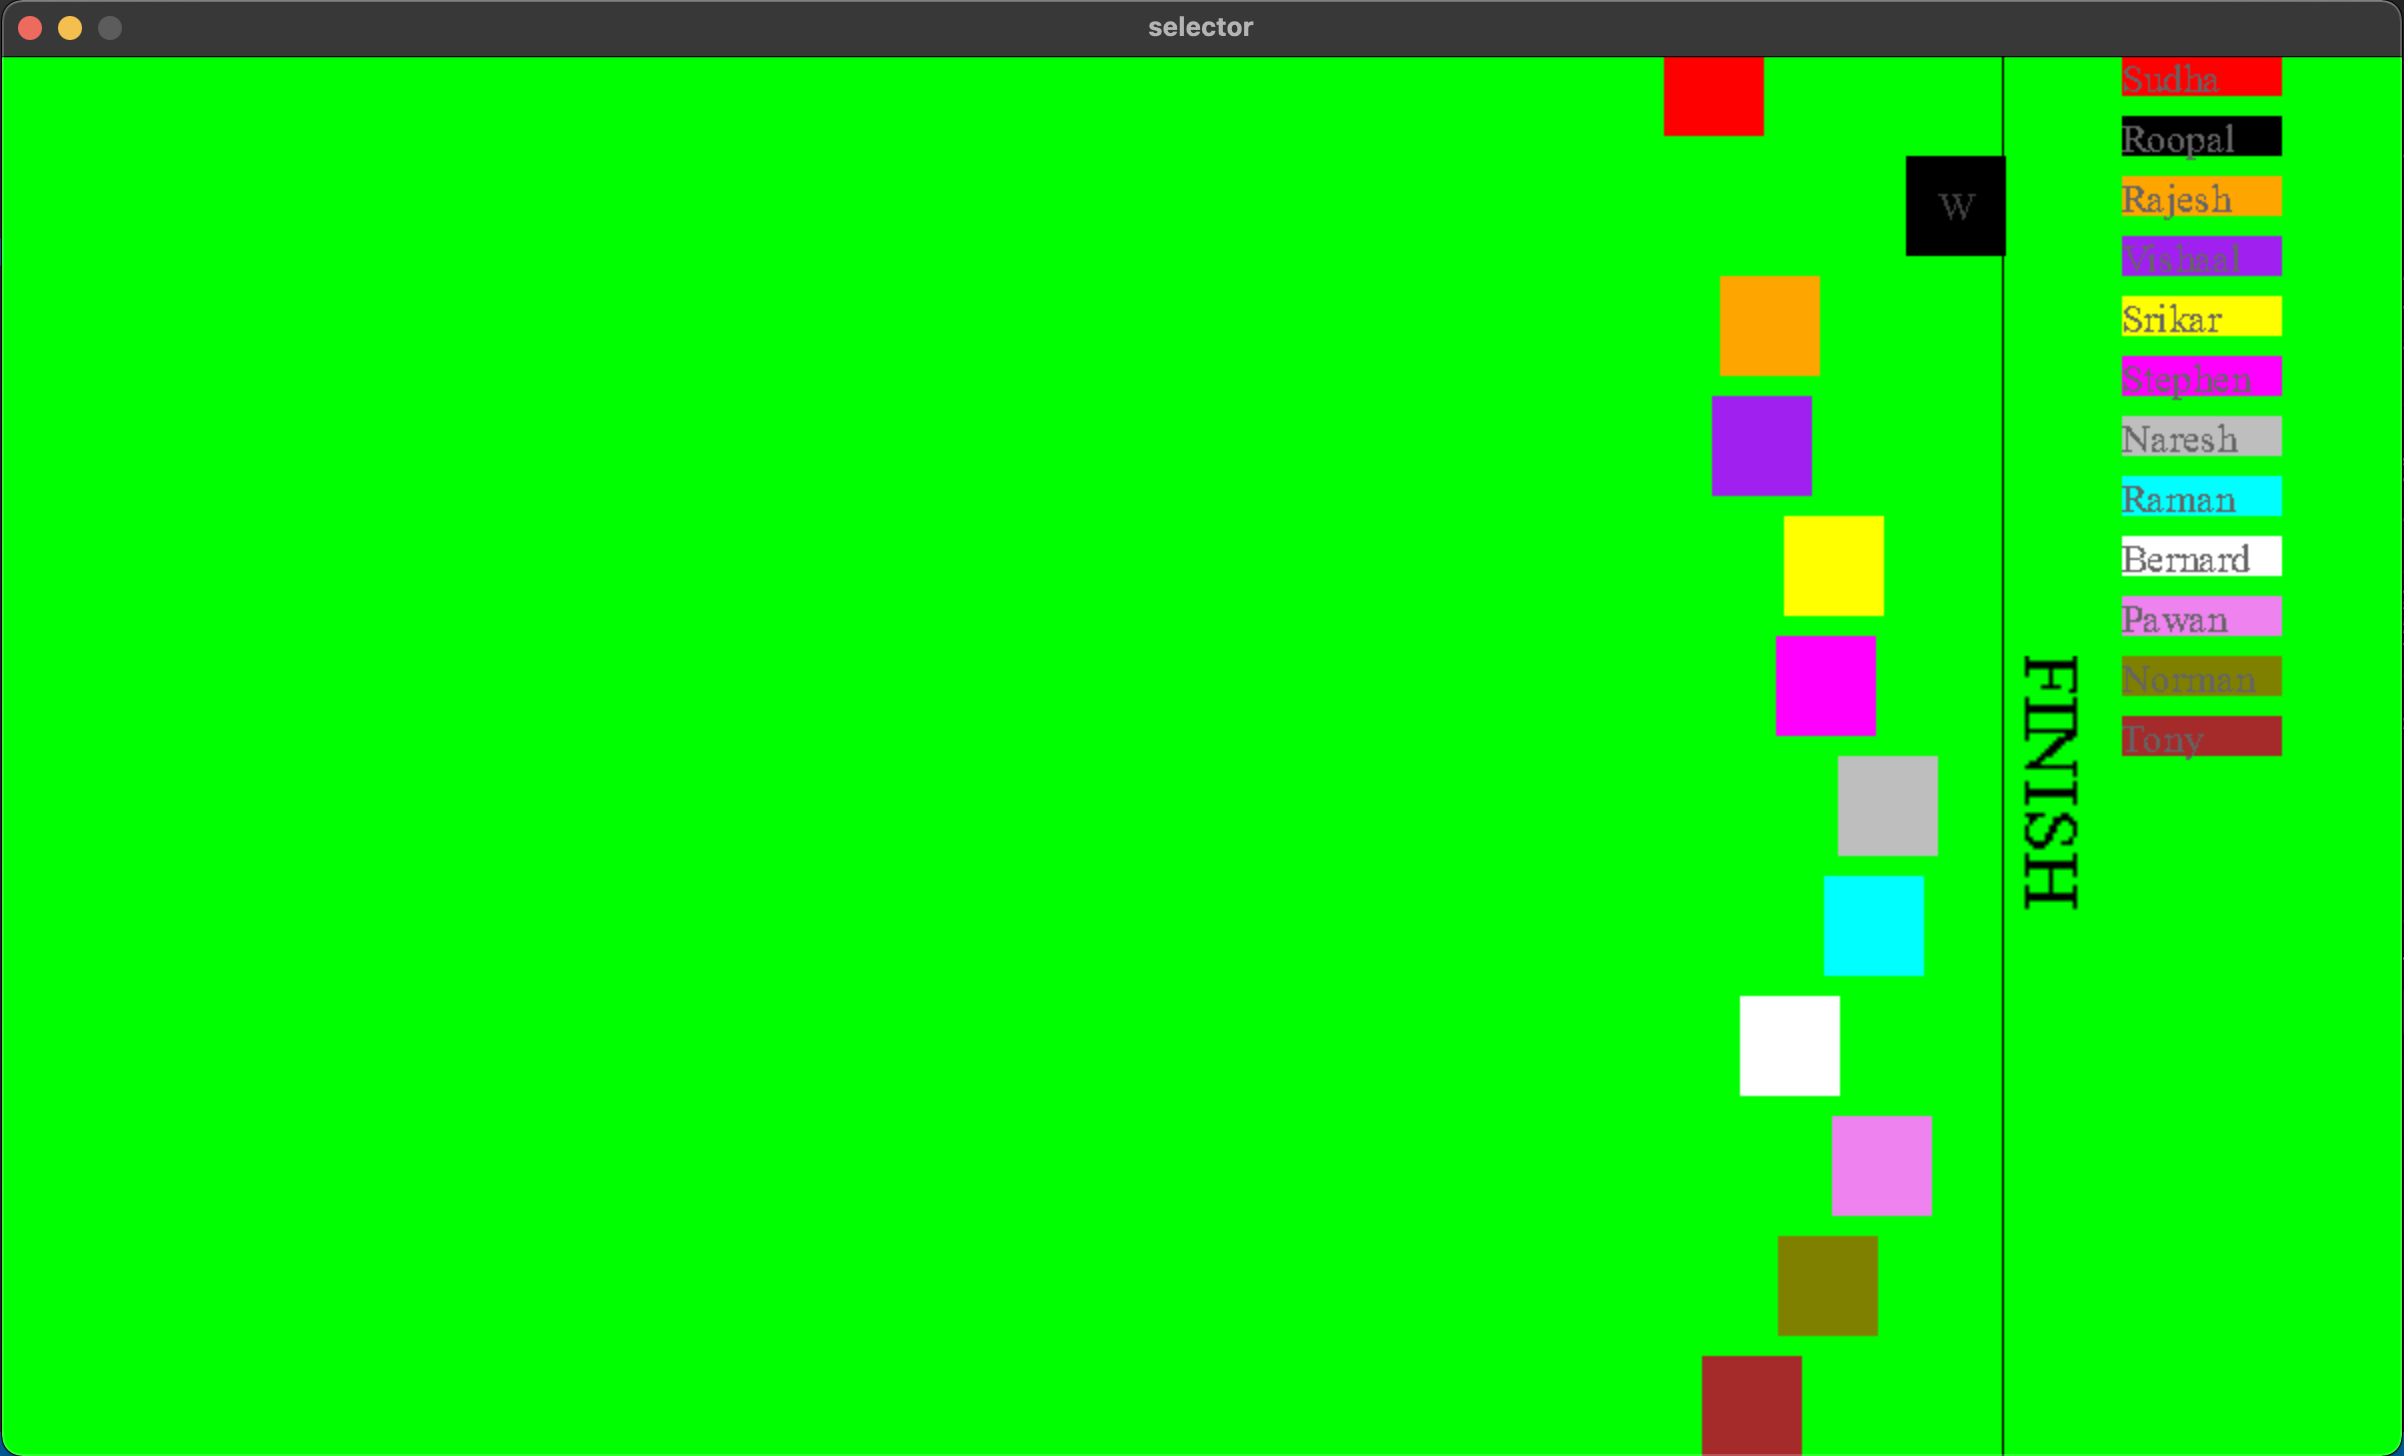 selector
Sudha
Roopal
W
Rajesh
Vishaal
Srikar
Stephen
Naresh
Raman
Bernard
Pawan
Norman
FINISH
Tony